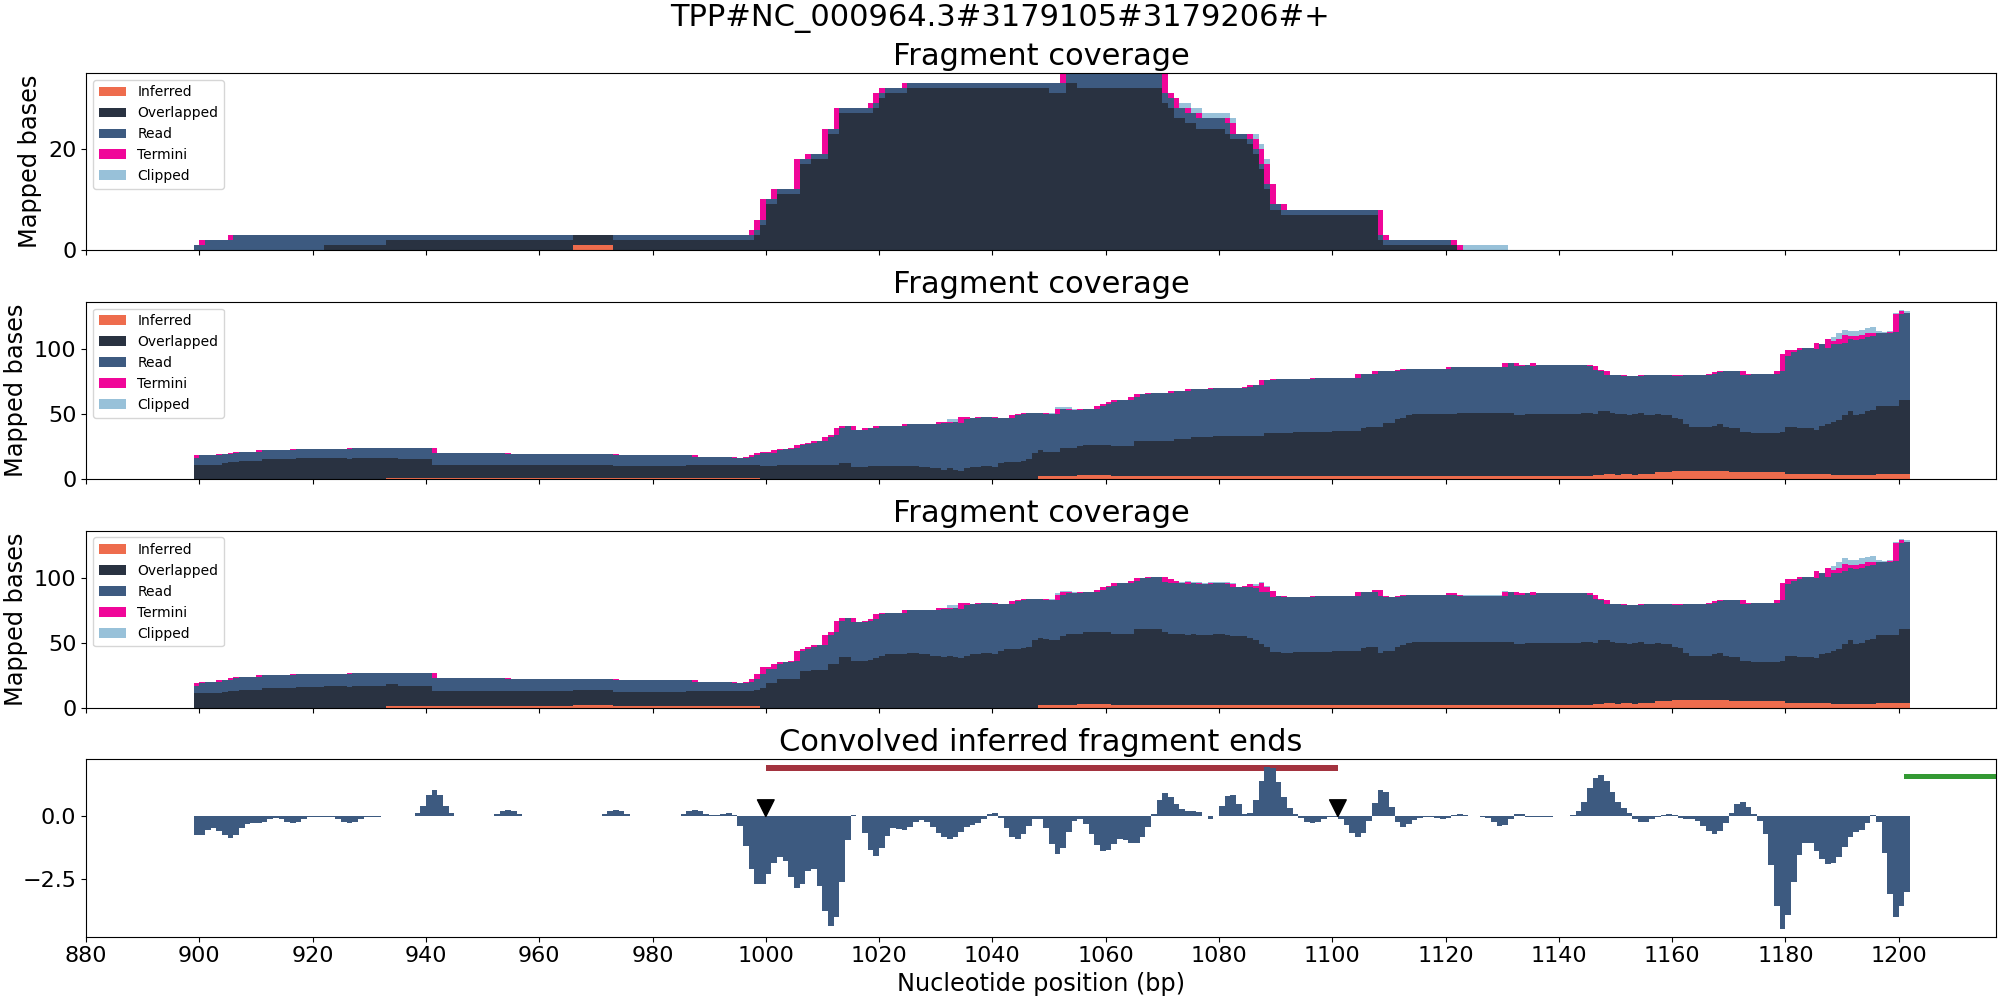 TPP#NC_000964.3#3179105#3179206#+
Fragment coverage
Mapped bases
20
0
Inferred
Overlapped
Read
Termini
Clipped
Fragment coverage
Mapped bases
100
50
0
Inferred
Overlapped
Read
Termini
Clipped
Fragment coverage
Mapped bases
100
50
0
Inferred
Overlapped
Read
Termini
Clipped
Convolved inferred fragment ends
0.0
−2.5
880 900 920 940 960 980 1000 1020 1040 1060 1080 1100 1120 1140 1160 1180 1200
Nucleotide position (bp)